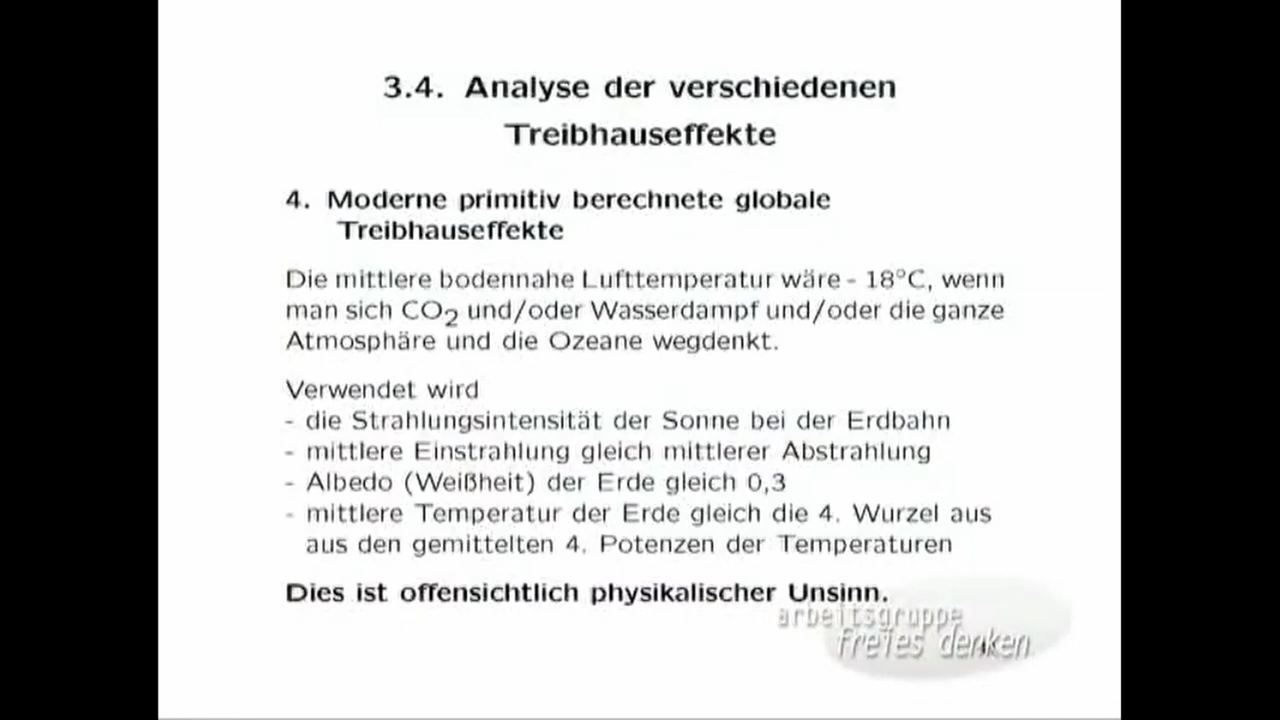 3.4. Analyse der verschiedenen
Treibhauseffekte
4. Moderne primitiv berechnete globale
Treibhauseffekte
Die mittlere bodennahe Lufttemperatur wäre - 18°C, wenn
man sich CO₂ und/oder Wasserdampf und/oder die ganze
Atmosphäre und die Ozeane wegdenkt.
Verwendet wird
- die Strahlungsintensität der Sonne bei der Erdbahn
- mittlere Einstrahlung gleich mittlerer Abstrahlung
- Albedo (Weißheit) der Erde gleich 0,3
- mittlere Temperatur der Erde gleich die 4. Wurzel aus
aus den gemittelten 4. Potenzen der Temperaturen
Dies ist offensichtlich physikalischer Unsinn.
arbeitsgruppe
freies denken